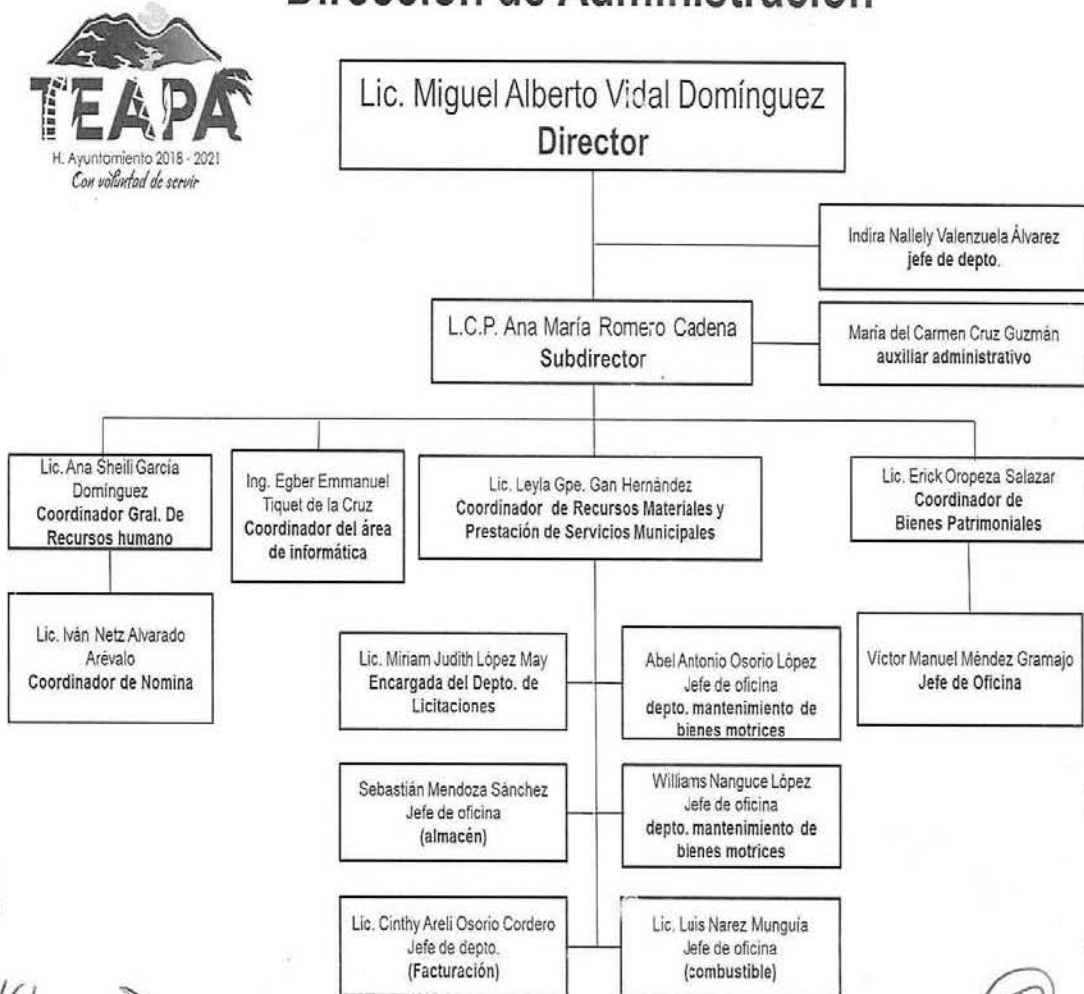 Dirección de Administración
TEAPA
H. Ayuntamiento 2018 - 2021
Con voluntad de servir
Lic. Miguel Alberto Vidal Domínguez
Director
Indira Nallely Valenzuela Álvarez
jefe de depto.
L.C.P. Ana María Romero Cadena
Subdirector
María del Carmen Cruz Guzmán
auxiliar administrativo
Lic. Ana Sheili García
Domínguez
Coordinador Gral. De
Recursos humano
Ing. Egber Emmanuel
Tiquet de la Cruz
Coordinador del área
de informática
Lic. Leyla Gpe. Gan Hernández
Coordinador de Recursos Materiales y
Prestación de Servicios Municipales
Lic. Erick Oropeza Salazar
Coordinador de
Bienes Patrimoniales
Lic. Iván Netz Alvarado
Arévalo
Coordinador de Nomina
Lic. Miriam Judith López May
Encargada del Depto. de
Licitaciones
Abel Antonio Osorio López
Jefe de oficina
depto. mantenimiento de
bienes motrices
Víctor Manuel Méndez Gramajo
Jefe de Oficina
Sebastián Mendoza Sánchez
Jefe de oficina
(almacén)
Williams Nanguce López
Jefe de oficina
depto. mantenimiento de
bienes motrices
Lic. Cinthy Areli Osorio Cordero
Jefe de depto.
(Facturación)
Lic. Luis Narez Munguía
Jefe de oficina
(combustible)